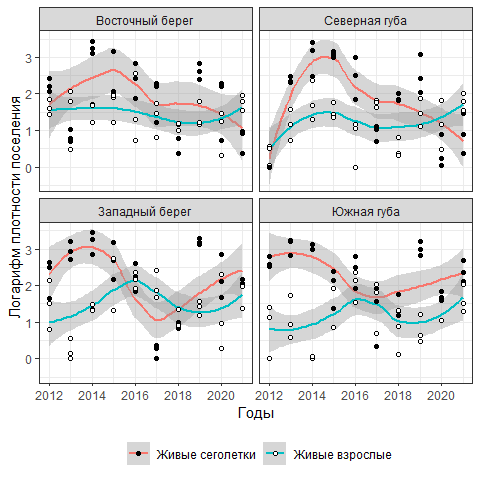 Восточный берег
Северная губа
3
2
1
0
Западный берег
Южная губа
3
2
1
0
Логарифм плотности поселения
2012 2014 2016 2018 2020 2012 2014 2016 2018 2020
Годы
Живые сеголетки
Живые взрослые